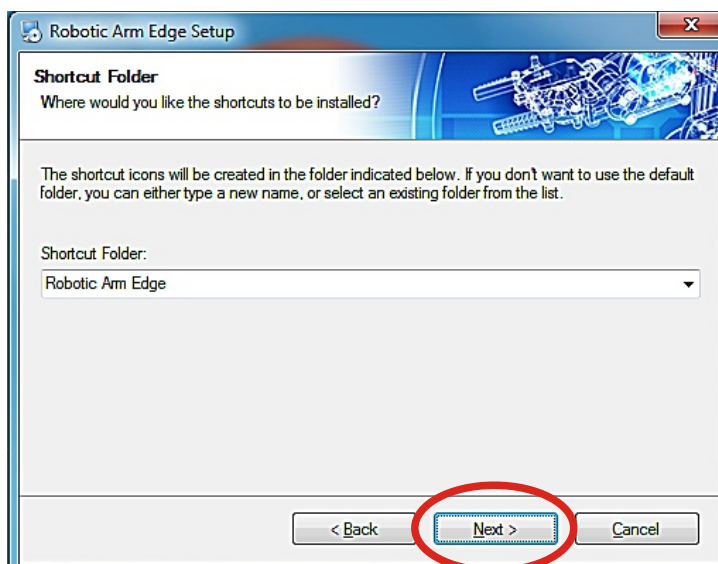 Robotic Arm Edge Setup
X
Shortcut Folder
Where would you like the shortcuts to be installed?
The shortcut icons will be created in the folder indicated below. If you don't want to use the default
folder, you can either type a new name, or select an existing folder from the list.
Shortcut Folder:
Robotic Arm Edge
< Back
Next >
Cancel